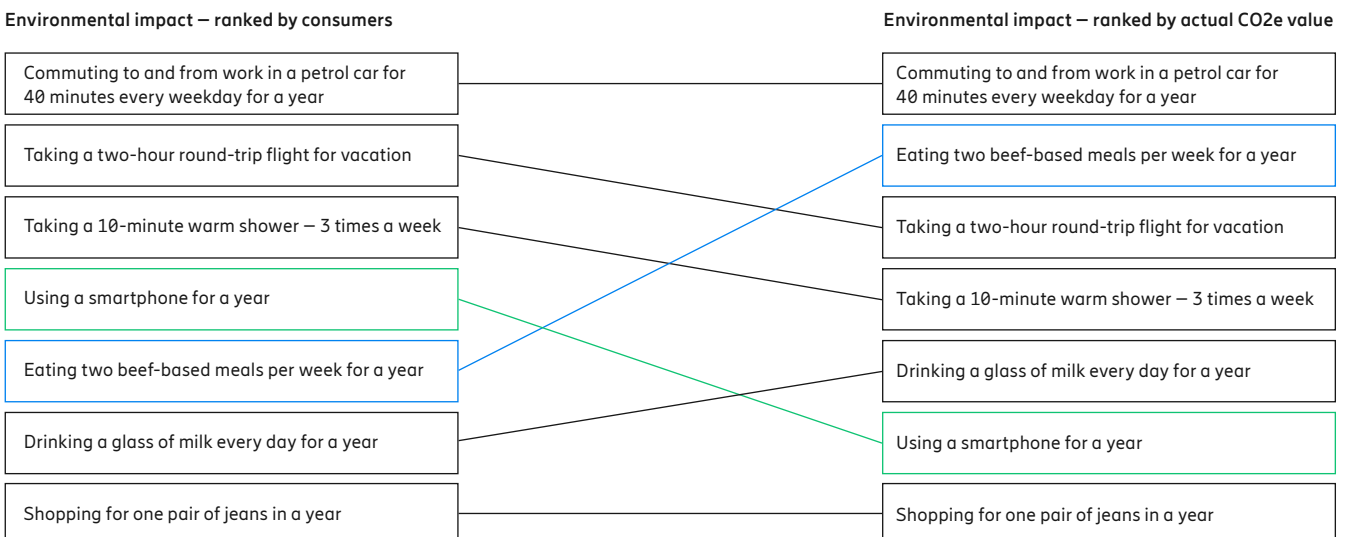 Environmental impact – ranked by consumers
Commuting to and from work in a petrol car for
40 minutes every weekday for a year
Taking a two-hour round-trip flight for vacation
Taking a 10-minute warm shower – 3 times a week
Using a smartphone for a year
Eating two beef-based meals per week for a year
Drinking a glass of milk every day for a year
Shopping for one pair of jeans in a year
Environmental impact – ranked by actual CO2e value
Commuting to and from work in a petrol car for
40 minutes every weekday for a year
Eating two beef-based meals per week for a year
Taking a two-hour round-trip flight for vacation
Taking a 10-minute warm shower – 3 times a week
Drinking a glass of milk every day for a year
Using a smartphone for a year
Shopping for one pair of jeans in a year